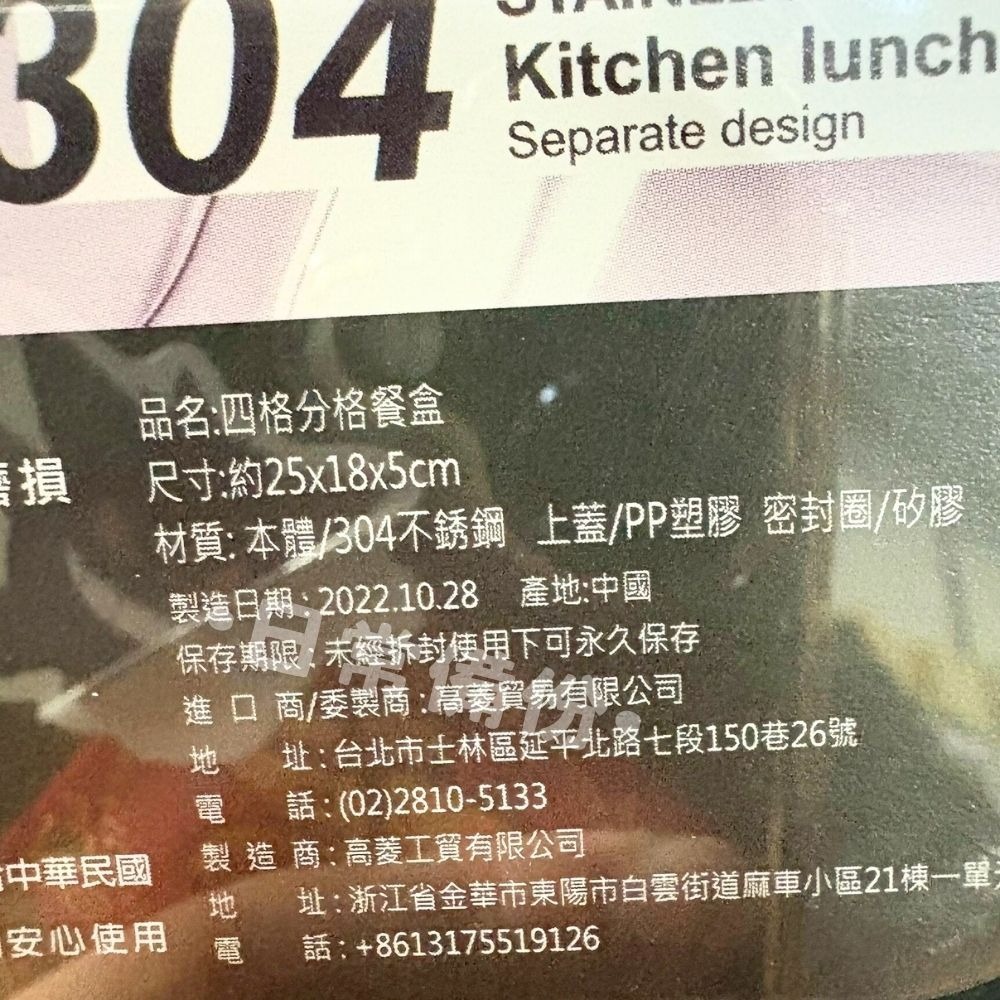 304
Kitchen lunch
Separate design
品名:四格分格餐盒
尺寸:約25x18x5cm
損
材質: 本體/304不銹鋼 上蓋/PP塑膠 密封圈/矽膠
製造日期:2022.10.28 產地:中國
保存期限:未經拆封使用下可永久保存
進口商/委製商:高菱貿易有限公司
地 址:台北市士林區延平北路七段150巷26號
電 話:(02)2810-5133
製造商:高菱工貿有限公司
中華民國
地 址:浙江省金華市東陽市白雲街道麻車小區21棟一單
安心使用
電 話:+8613175519126
日常備份